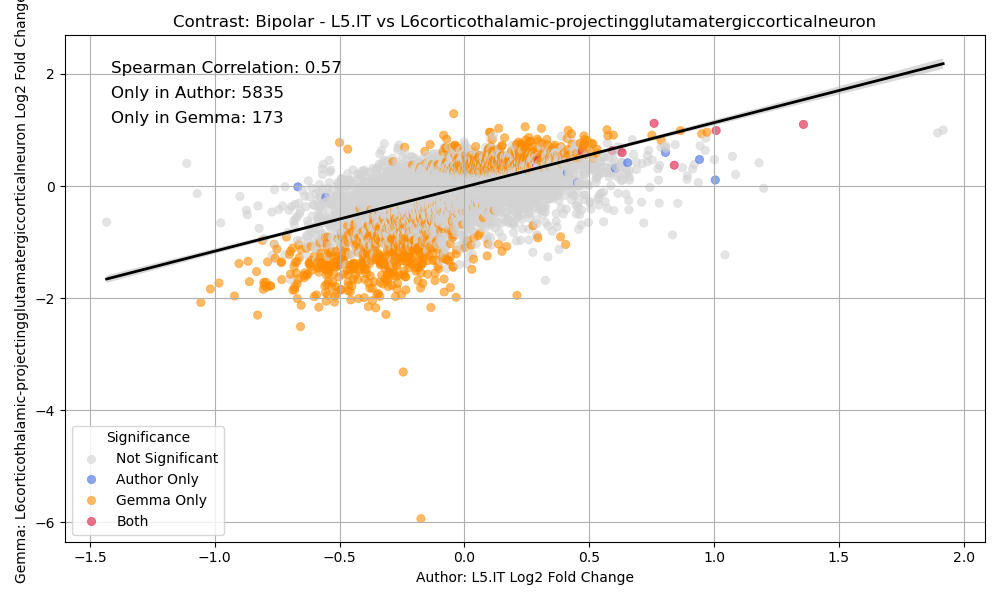 Contrast: Bipolar - L5.IT vs L6corticothalamic-projectingglutamatergiccorticalneuron
Gemma: L6corticothalamic-projectingglutamatergiccorticalneuron Log2 Fold Change
Spearman Correlation: 0.57
Only in Author: 5835
Only in Gemma: 173
2
0
−2
−4
−6
Significance
Not Significant
Author Only
Gemma Only
Both
−1.5 −1.0 −0.5 0.0 0.5 1.0 1.5 2.0
Author: L5.IT Log2 Fold Change